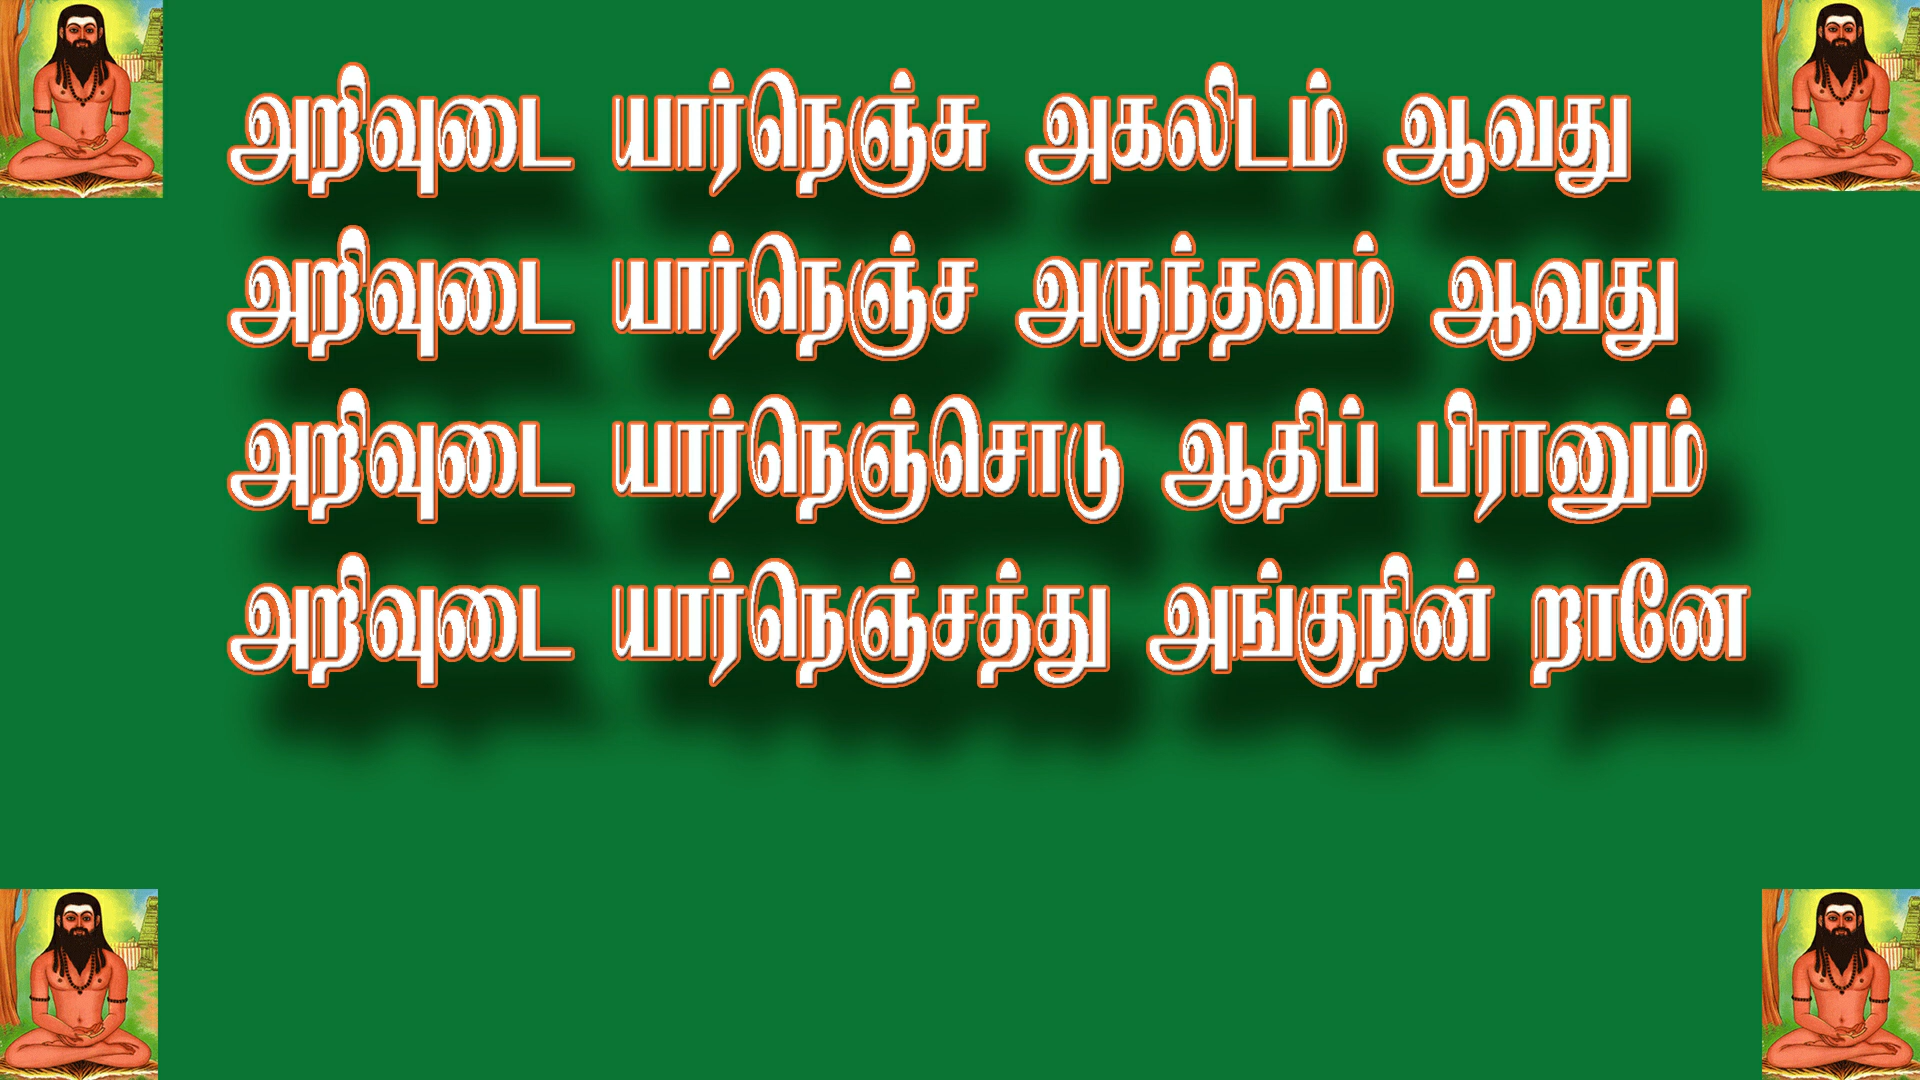 அறிவுடை யார்நெஞ்சு அகலிடம் ஆவது
அறிவுடை யார்நெஞ்ச அருந்தவம் ஆவது
அறிவுடை யார்நெஞ்சொடு ஆதிப் பிரானும்
அறிவுடை யார்நெஞ்சத்து அங்குநின் றானே